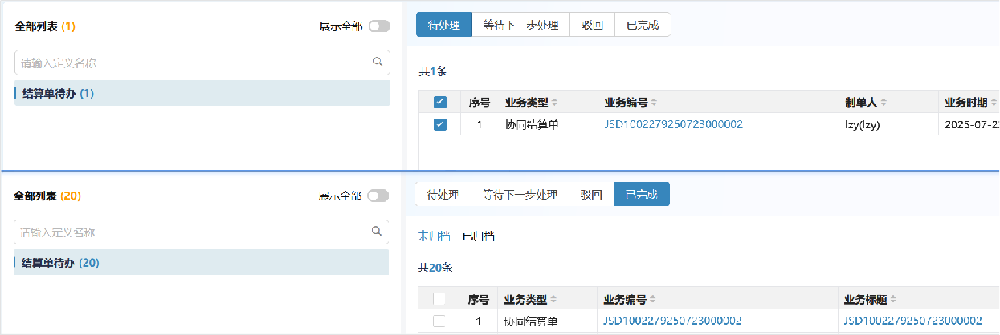 全部列表 (1) 展示全部
请输入定义名称
结算单待办 (1)
待处理 等待下一步处理 驳回 已完成
共1条
序号 业务类型 业务编号 制单人 业务时期
1 协同结算单 JSD1002279250723000002 lzy(lzy)
全部列表 (20) 展示全部
请输入定义名称
结算单待办 (20)
待处理 等待下一步处理 驳回 已完成
未归档 已归档
共20条
序号 业务类型 业务编号 业务标题
1 协同结算单 JSD1002279250723000002 JSD1002279250723000002